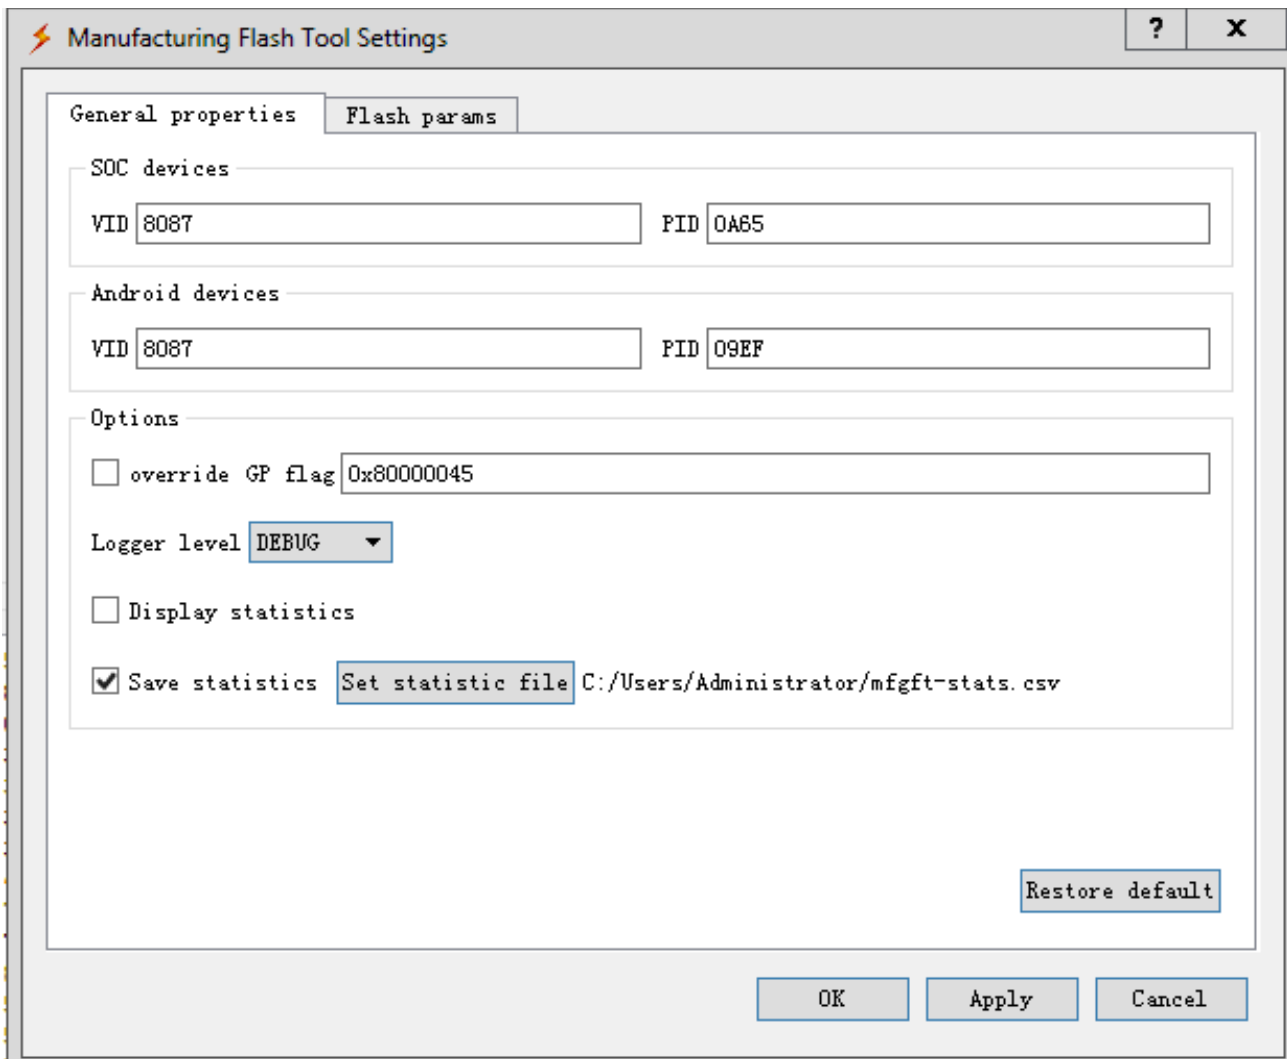 Manufacturing Flash Tool Settings ? x
General properties Flash params
SOC devices
VID 8087 PID 0A65
Android devices
VID 8087 PID 09EF
Options
override GP flag 0x80000045
Logger level DEBUG
Display statistics
Save statistics Set statistic file C:/Users/Administrator/mfgft-stats.csv
Restore default
OK Apply Cancel